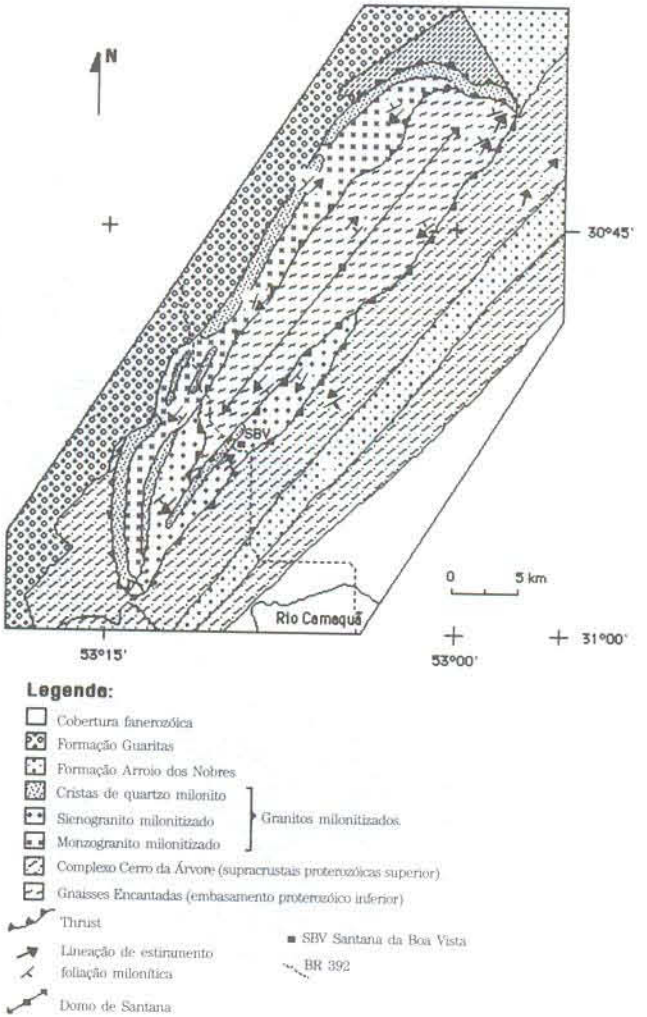 N
30°45'
SBV
0 5 km
Rio Camaquã
31°00'
53°15' 53°00'
Legenda:
Cobertura fanerozóica
Formação Guaritas
Formação Arroio dos Nobres
Cristas de quartzo milonito
Sienogranito milonitizado
Granitos milonitizados
Monzogranito milonitizado
Complexo Cerro da Árvore (supracrustais proterozóicas superior)
Gnaisses Encantadas (embasamento proterozóico inferior)
Thrust
Lineação de estiramento
foliação milonítica
Domo de Santana
SBV Santana da Boa Vista
BR 392